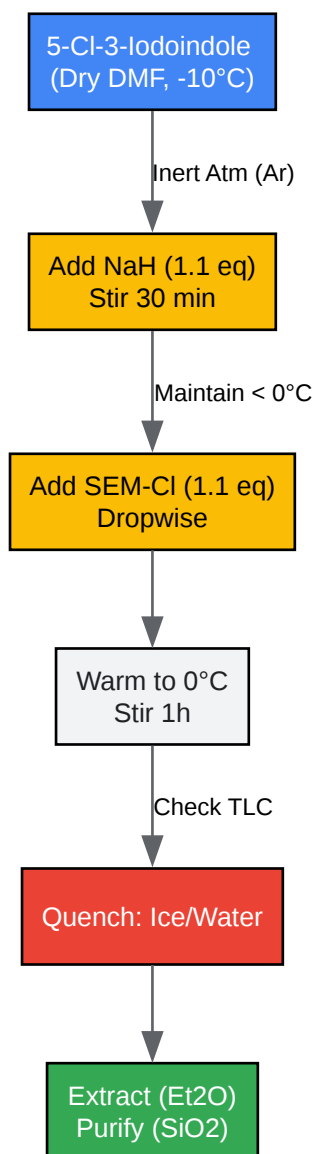 5-Cl-3-Iodoindole
(Dry DMF, -10°C)
Inert Atm (Ar)
Add NaH (1.1 eq)
Stir 30 min
Maintain < 0°C
Add SEM-Cl (1.1 eq)
Dropwise
Warm to 0°C
Stir 1h
Check TLC
Quench: Ice/Water
Extract (Et2O)
Purify (SiO2)